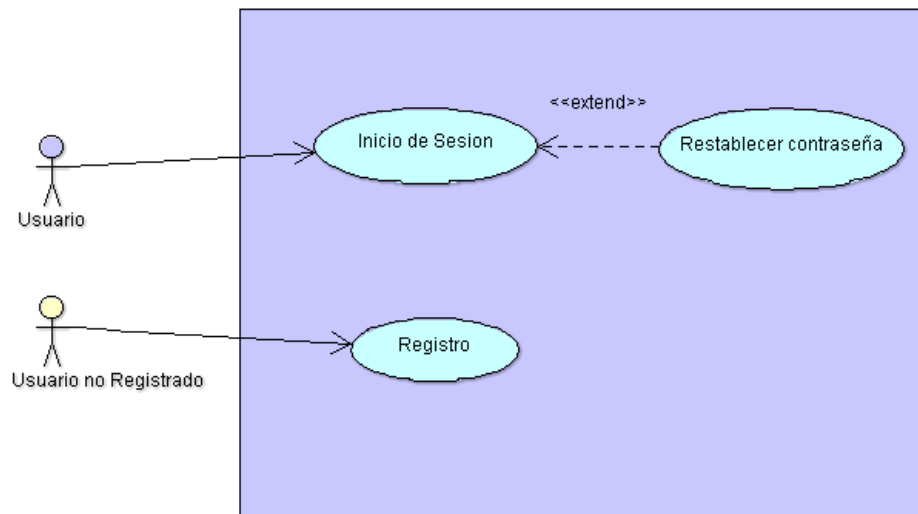 <<extend>>
Inicio de Sesion
Restablecer contraseña
Usuario
Registro
Usuario no Registrado